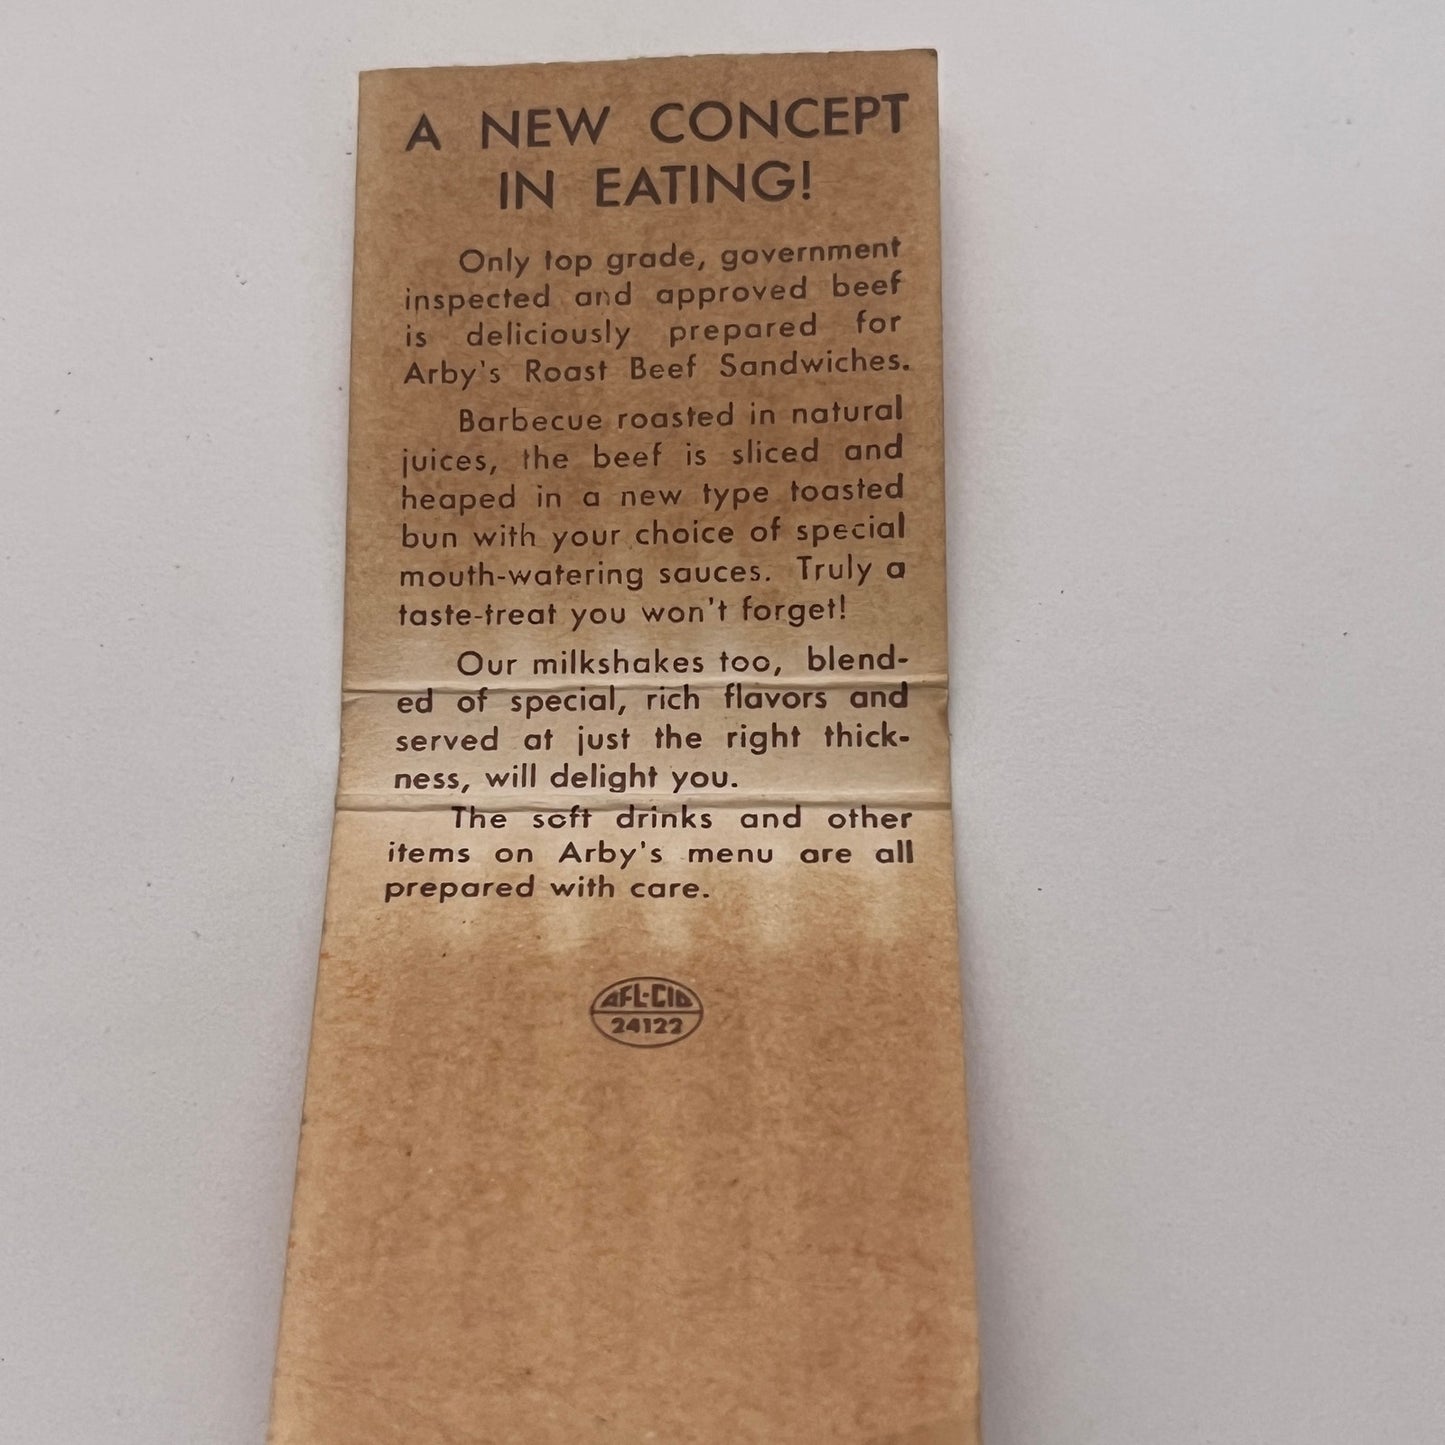 A NEW CONCEPT
IN EATING!
Only top grade, government
inspected and approved beef
is deliciously prepared for
Arby's Roast Beef Sandwiches.
Barbecue roasted in natural
juices, the beef is sliced and
heaped in a new type toasted
bun with your choice of special
mouth-watering sauces. Truly a
taste-treat you won't forget!
Our milkshakes too, blend-
ed of special, rich flavors and
served at just the right thick-
ness, will delight you.
The soft drinks and other
items on Arby's menu are all
prepared with care.
AFL-CIO
24122